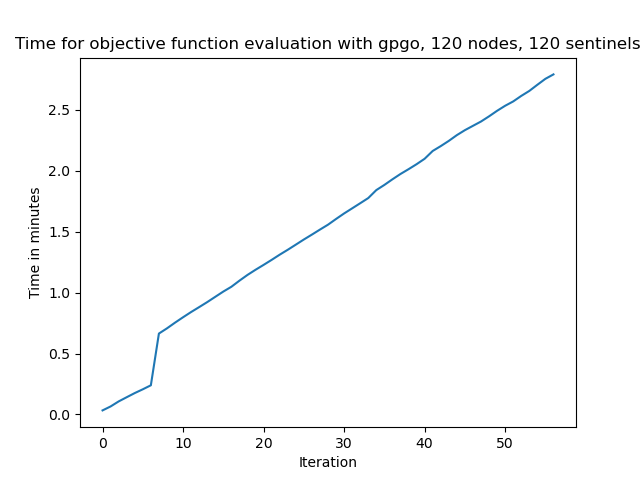 Time for objective function evaluation with gpgo, 120 nodes, 120 sentinels
2.5
2.0
1.5
1.0
0.5
0.0
Time in minutes
0 10 20 30 40 50
Iteration